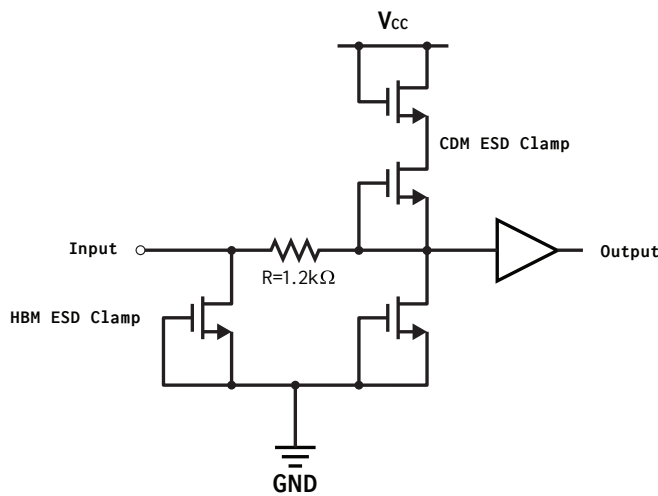 Vcc
CDM ESD Clamp
Input
R=1.2kΩ
Output
HBM ESD Clamp
GND